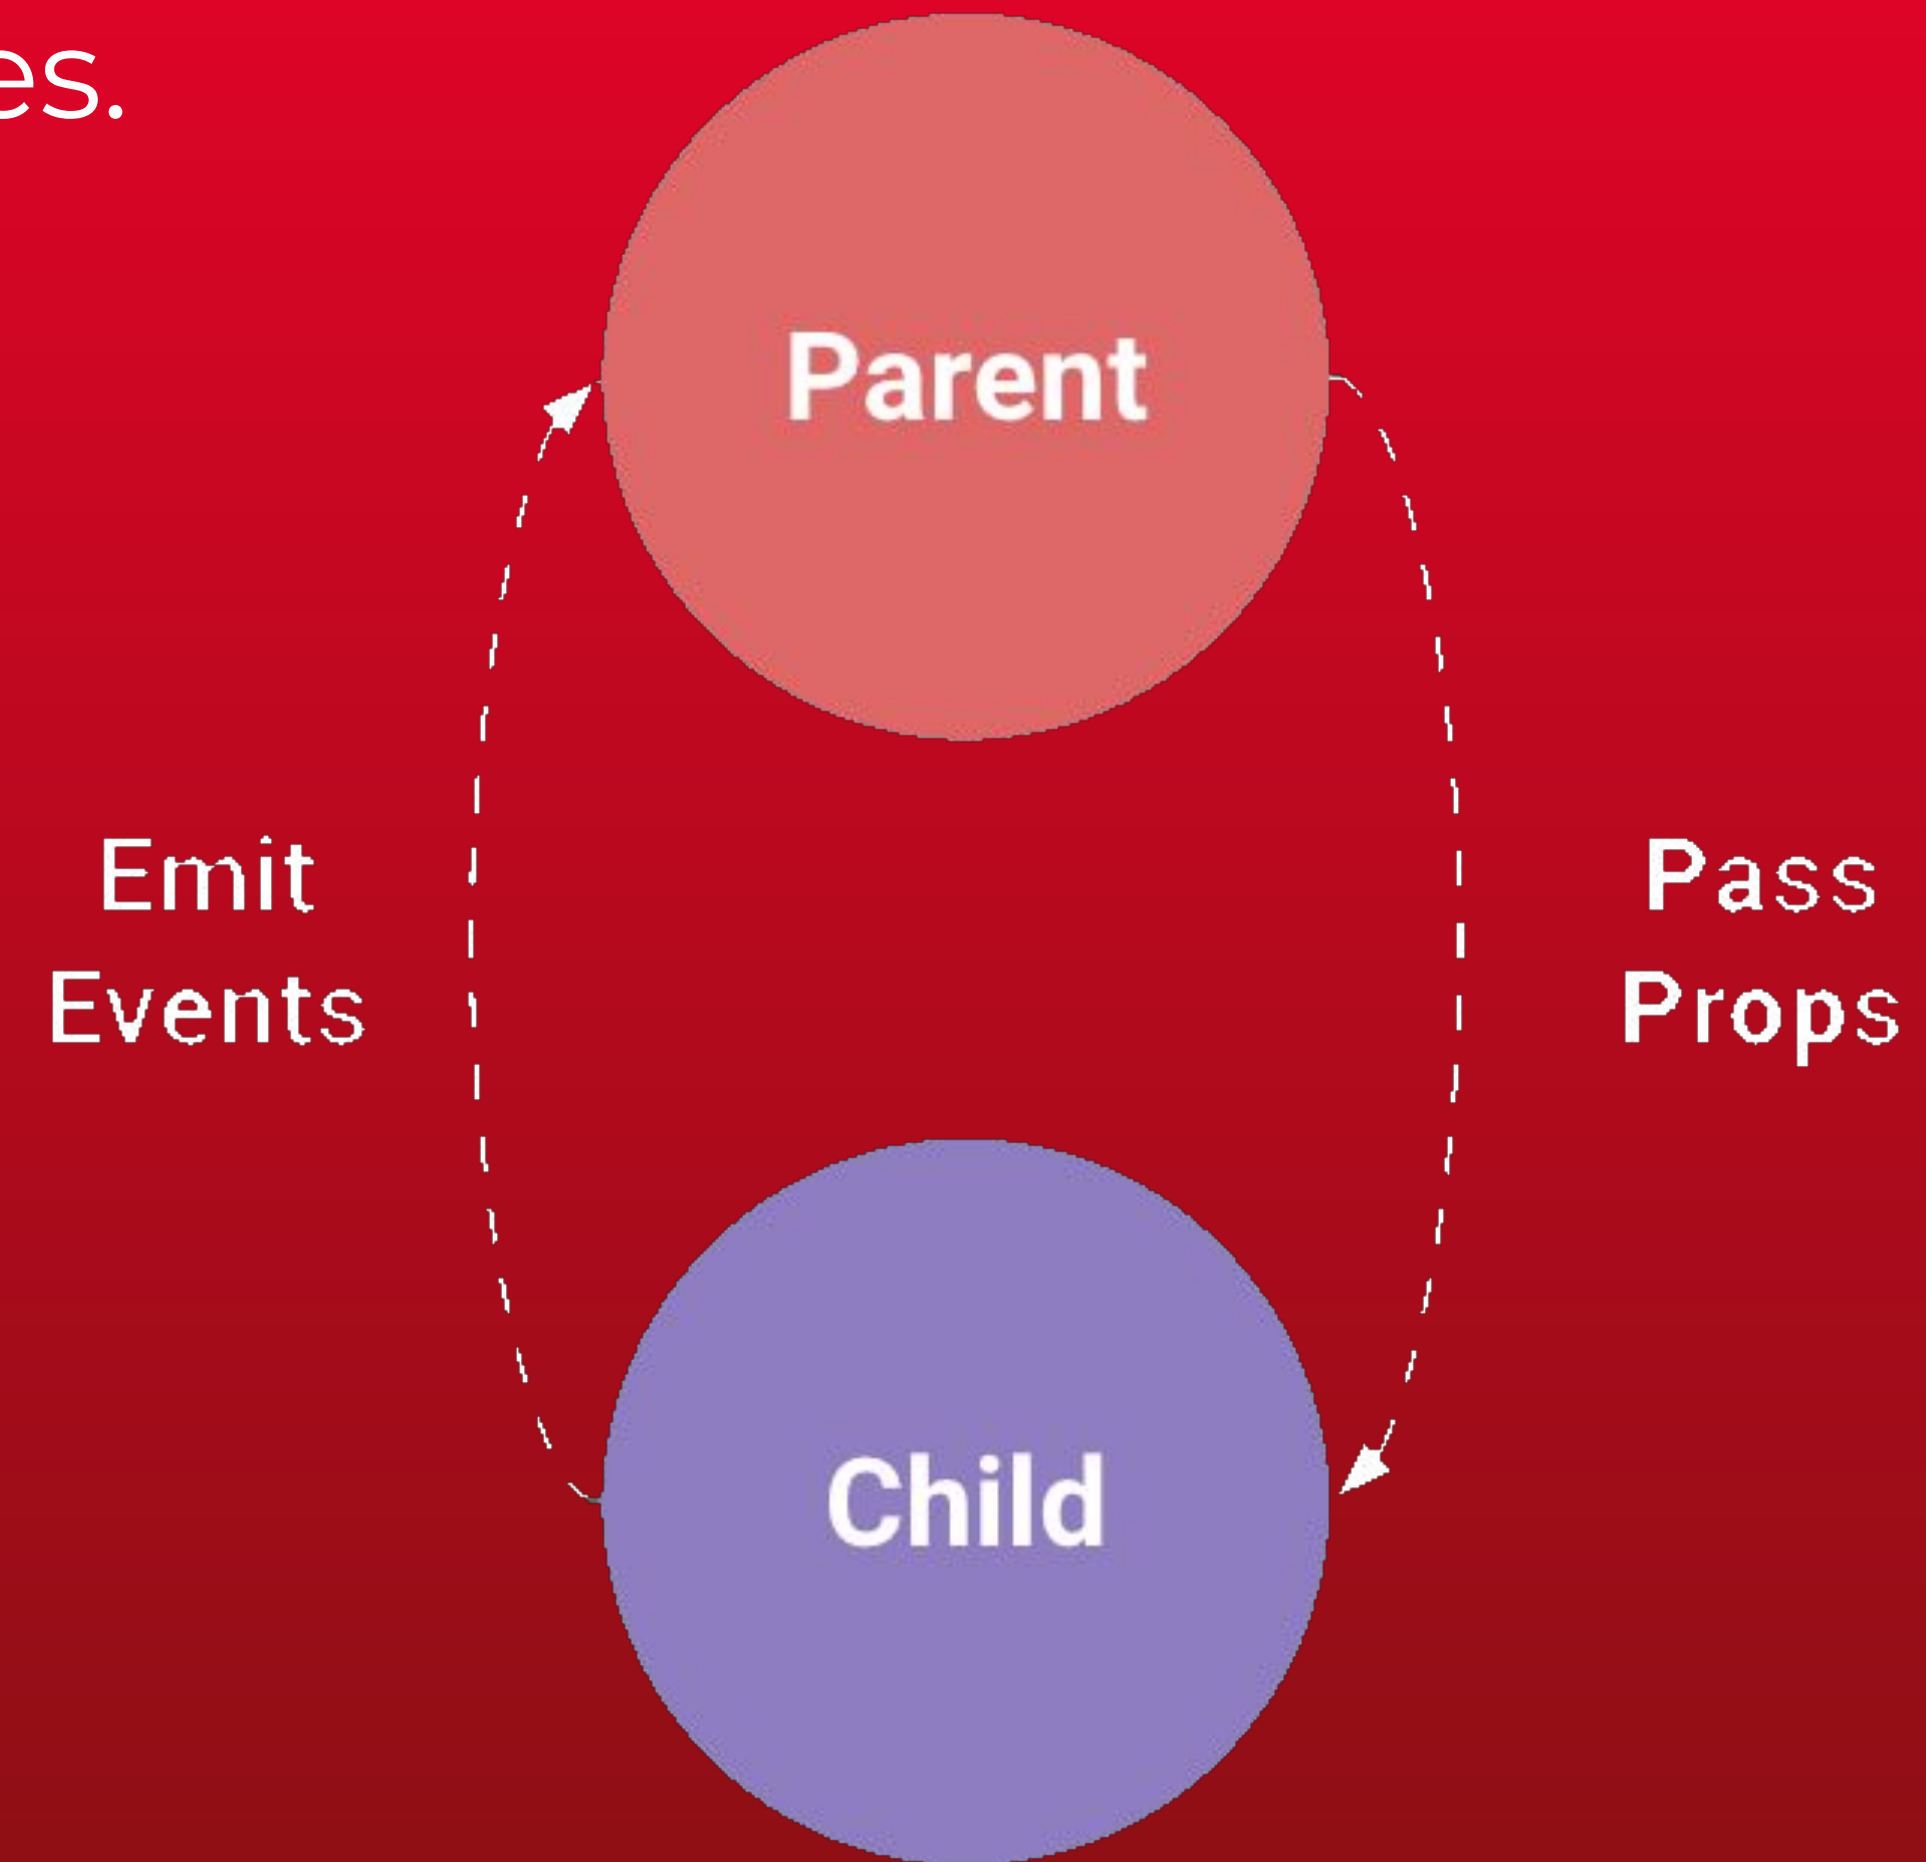 es.
Parent
Emit
Events
Pass
Props
Child